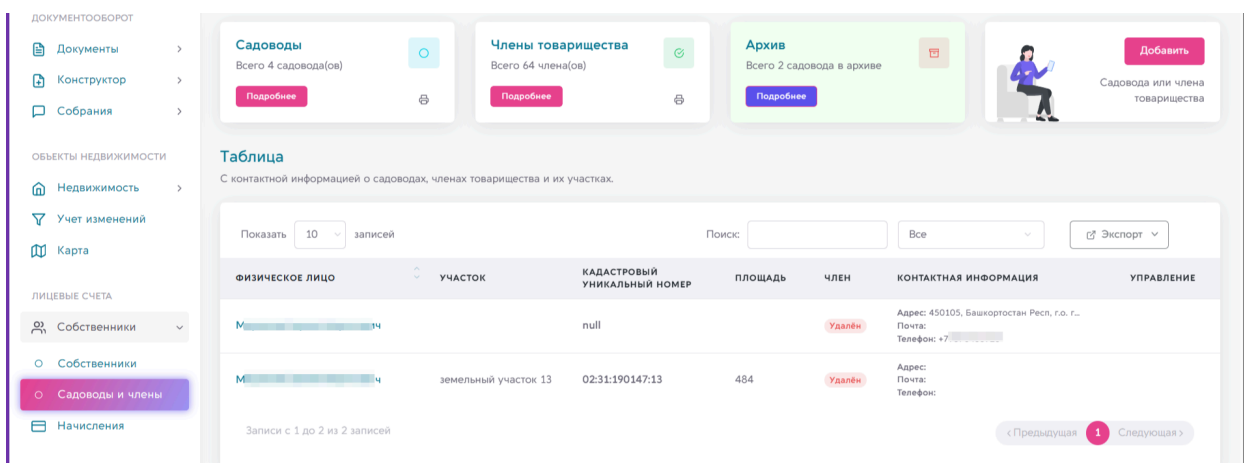 ДОКУМЕНТООБОРОТ
Документы
Конструктор
Собрания
ОБЪЕКТЫ НЕДВИЖИМОСТИ
Недвижимость
Учет изменений
Карта
ЛИЦЕВЫЕ СЧЕТА
Собственники
Собственники
Садоводы и члены
Начисления
Садоводы
Всего 4 садовода(ов)
Подробнее
Члены товарищества
Всего 64 члена(ов)
Подробнее
Архив
Всего 2 садовода в архиве
Подробнее
Добавить
Садовода или члена
товарищества
Таблица
С контактной информацией о садоводах, членах товарищества и их участках.
Показать 10 записей
Поиск:
Все
Экспорт
ФИЗИЧЕСКОЕ ЛИЦО УЧАСТОК КАДАСТРОВЫЙ УНИКАЛЬНЫЙ НОМЕР ПЛОЩАДЬ ЧЛЕН КОНТАКТНАЯ ИНФОРМАЦИЯ УПРАВЛЕНИЕ
null Удалён
Адрес: 450105, Башкортостан Респ, г.о. г...
Почта:
Телефон: +7
земельный участок 13 02:31:190147:13 484 Удалён
Адрес:
Почта:
Телефон:
Записи с 1 до 2 из 2 записей
‹ Предыдущая 1 Следующая ›